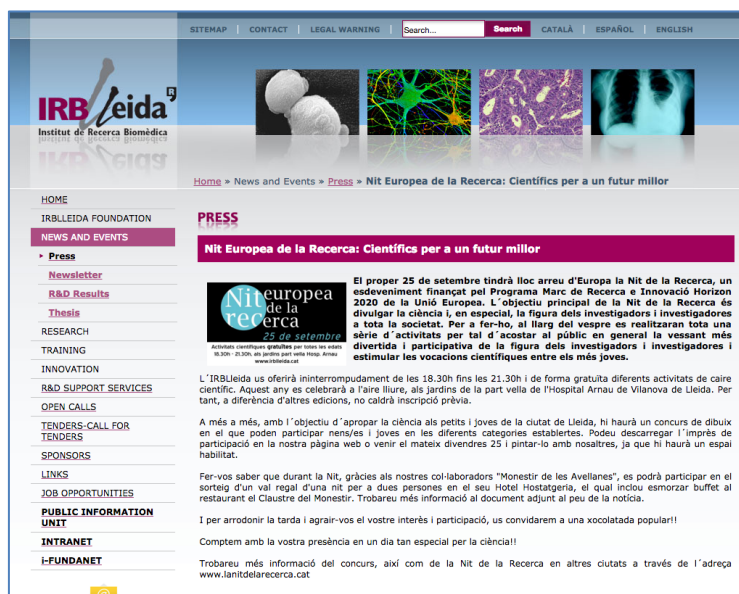 SITEMAP | CONTACT | LEGAL WARNING | Search... Search CATALÀ | ESPAÑOL | ENGLISH
IRBLleida R
Institut de Recerca Biomèdica
Home » News and Events » Press » Nit Europea de la Recerca: Científics per a un futur millor
HOME
IRBLLEIDA FOUNDATION
NEWS AND EVENTS
Press
Newsletter
R&D Results
Thesis
RESEARCH
TRAINING
INNOVATION
R&D SUPPORT SERVICES
OPEN CALLS
TENDERS-CALL FOR
TENDERS
SPONSORS
LINKS
JOB OPPORTUNITIES
PUBLIC INFORMATION
UNIT
INTRANET
i-FUNDANET
PRESS
Nit Europea de la Recerca: Científics per a un futur millor
Nit europea
de la
recerca
25 de setembre
Activitats científiques gratuïtes per totes les edats
18.30h - 21.30h, als jardins part vella Hosp. Arnau
www.irblleida.cat
El proper 25 de setembre tindrà lloc arreu d'Europa la Nit de la Recerca, un
esdeveniment finançat pel Programa Marc de Recerca e Innovació Horizon
2020 de la Unió Europea. L´objectiu principal de la Nit de la Recerca és
divulgar la ciència i, en especial, la figura dels investigadors i investigadores
a tota la societat. Per a fer-ho, al llarg del vespre es realitzaran tota una
sèrie d´activitats per tal d´acostar al públic en general la vessant més
divertida i participativa de la figura dels investigadors i investigadores i
estimular les vocacions científiques entre els més joves.
L´IRBLleida us oferirà ininterrompudament de les 18.30h fins les 21.30h i de forma gratuïta diferents activitats de caire
científic. Aquest any es celebrarà a l'aire lliure, als jardins de la part vella de l'Hospital Arnau de Vilanova de Lleida. Per
tant, a diferència d'altres edicions, no caldrà inscripció prèvia.
A més a més, amb l´objectiu d´apropar la ciència als petits i joves de la ciutat de Lleida, hi haurà un concurs de dibuix
en el que poden participar nens/es i joves en les diferents categories establertes. Podeu descarregar l´imprès de
participació en la nostra pàgina web o venir el mateix divendres 25 i pintar-lo amb nosaltres, ja que hi haurà un espai
habilitat.
Fer-vos saber que durant la Nit, gràcies als nostres col·laboradors "Monestir de les Avellanes", es podrà participar en el
sorteig d'un val regal d'una nit per a dues persones en el seu Hotel Hostatgeria, el qual inclou esmorzar buffet al
restaurant el Claustre del Monestir. Trobareu més informació al document adjunt al peu de la notícia.
I per arrodonir la tarda i agrair-vos el vostre interès i participació, us convidarem a una xocolatada popular!!
Comptem amb la vostra presència en un dia tan especial per la ciència!!
Trobareu més informació del concurs, així com de la Nit de la Recerca en altres ciutats a través de l´adreça
www.lanitdelarecerca.cat